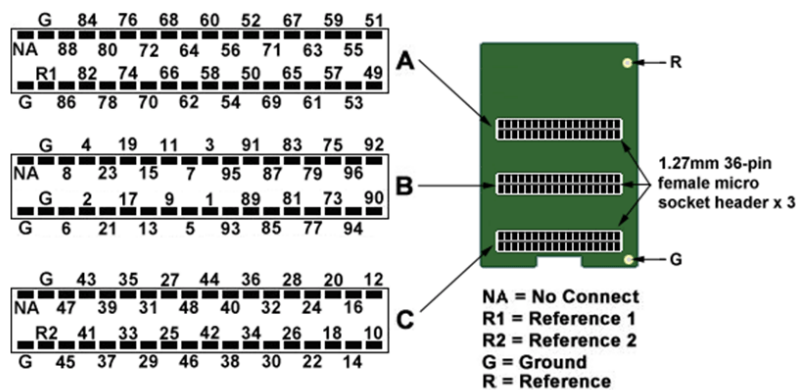 G 84 76 68 60 52 67 59 51
NA 88 80 72 64 56 71 63 55
R1 82 74 66 58 50 65 57 49
G 86 78 70 62 54 69 61 53
A
G 4 19 11 3 91 83 75 92
NA 8 23 15 7 95 87 79 96
G 2 17 9 1 89 81 73 90
G 6 21 13 5 93 85 77 94
B
G 43 35 27 44 36 28 20 12
NA 47 39 31 48 40 32 24 16
R2 41 33 25 42 34 26 18 10
G 45 37 29 46 38 30 22 14
C
R
1.27mm 36-pin
female micro
socket header x 3
G
NA = No Connect
R1 = Reference 1
R2 = Reference 2
G = Ground
R = Reference